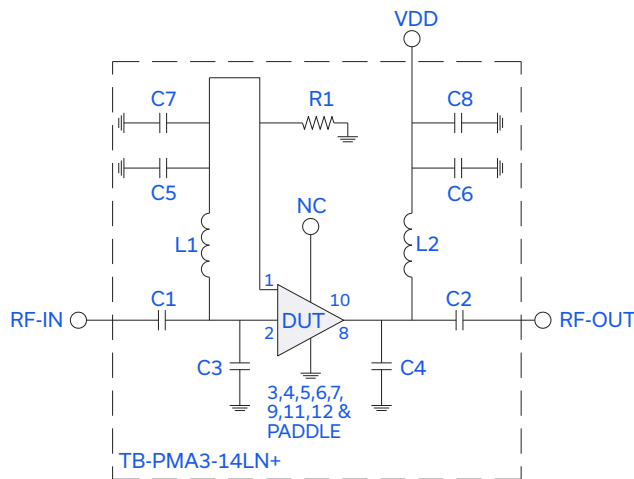 VDD
C7
R1
C8
C5
C6
NC
L1
L2
1
10
C1
C2
RF-IN
2
DUT
8
RF-OUT
C3
C4
3,4,5,6,7,
9,11,12 &
PADDLE
TB-PMA3-14LN+